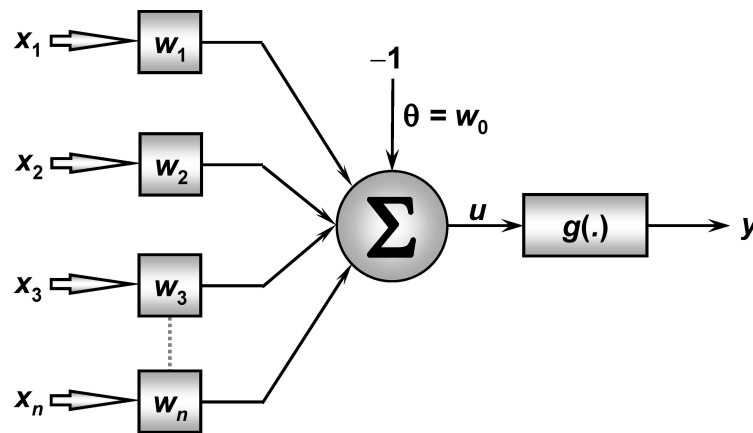 x₁ w₁
−1
θ = w₀
x₂ w₂
Σ u g(.) y
x₃ w₃
xₙ wₙ